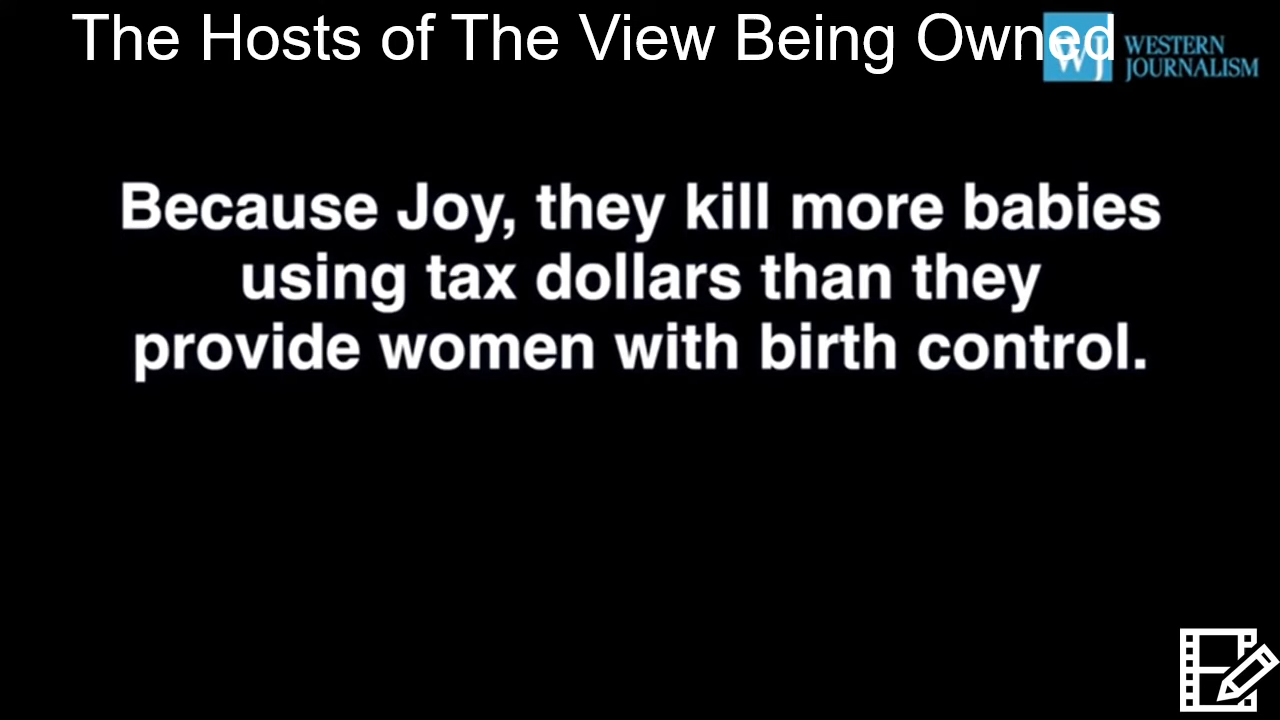 The Hosts of The View Being Owned
WJ WESTERN
JOURNALISM
Because Joy, they kill more babies
using tax dollars than they
provide women with birth control.